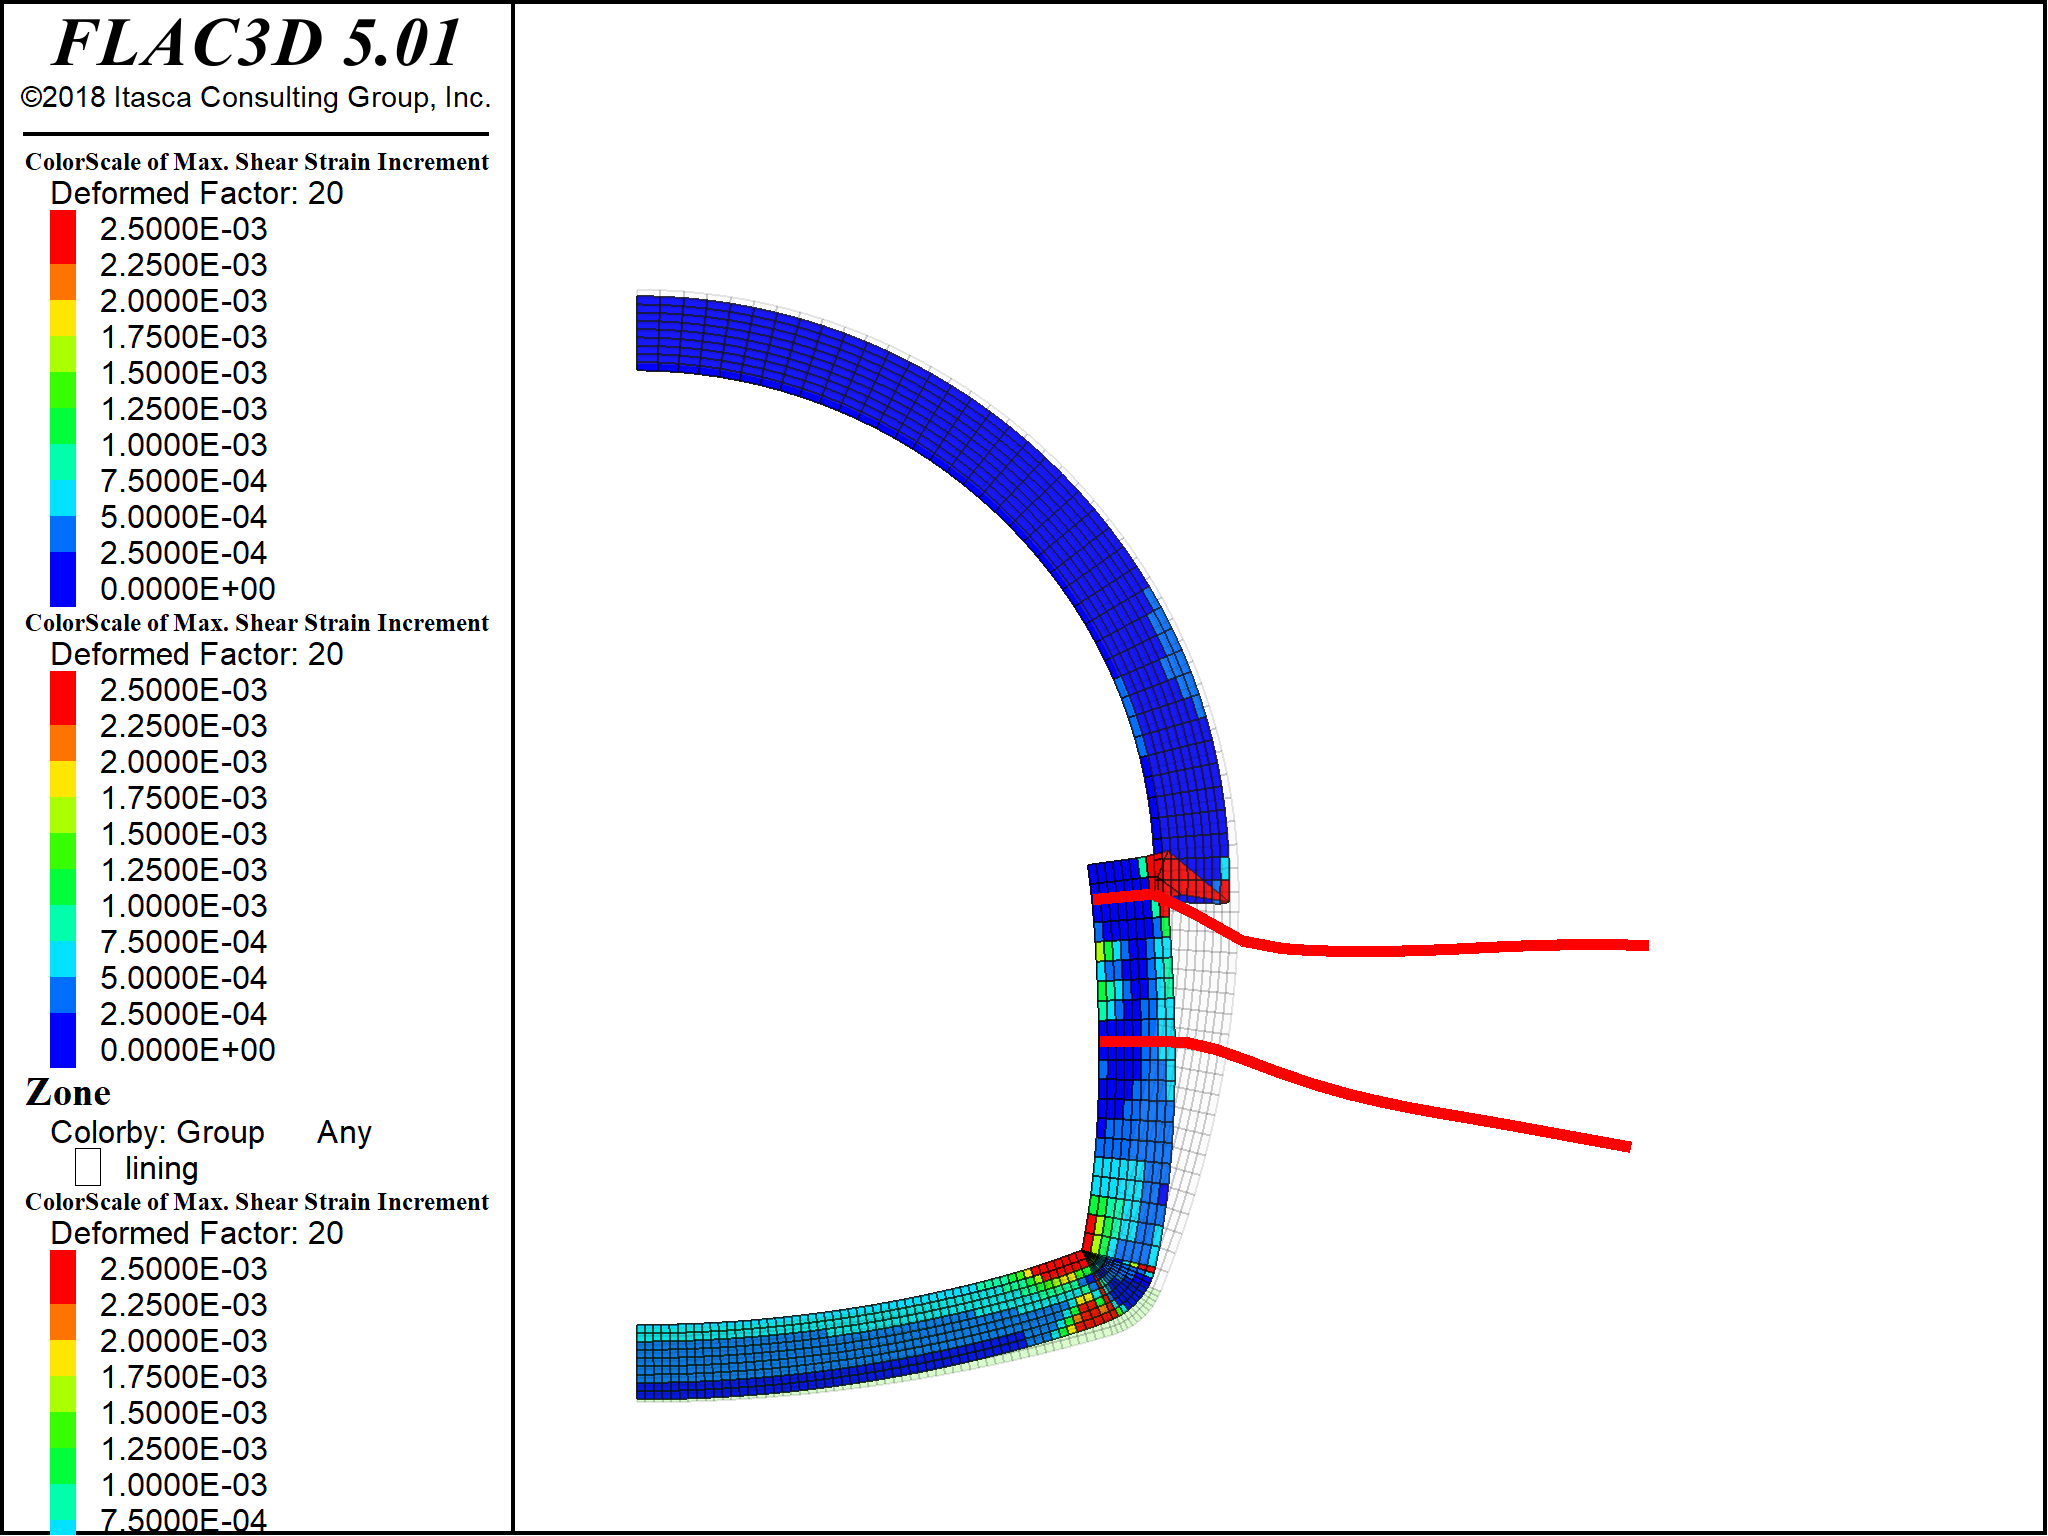 FLAC3D 5.01
©2018 Itasca Consulting Group, Inc.
ColorScale of Max. Shear Strain Increment
Deformed Factor: 20
2.5000E-03
2.2500E-03
2.0000E-03
1.7500E-03
1.5000E-03
1.2500E-03
1.0000E-03
7.5000E-04
5.0000E-04
2.5000E-04
0.0000E+00
ColorScale of Max. Shear Strain Increment
Deformed Factor: 20
2.5000E-03
2.2500E-03
2.0000E-03
1.7500E-03
1.5000E-03
1.2500E-03
1.0000E-03
7.5000E-04
5.0000E-04
2.5000E-04
0.0000E+00
Zone
Colorby: Group Any
lining
ColorScale of Max. Shear Strain Increment
Deformed Factor: 20
2.5000E-03
2.2500E-03
2.0000E-03
1.7500E-03
1.5000E-03
1.2500E-03
1.0000E-03
7.5000E-04